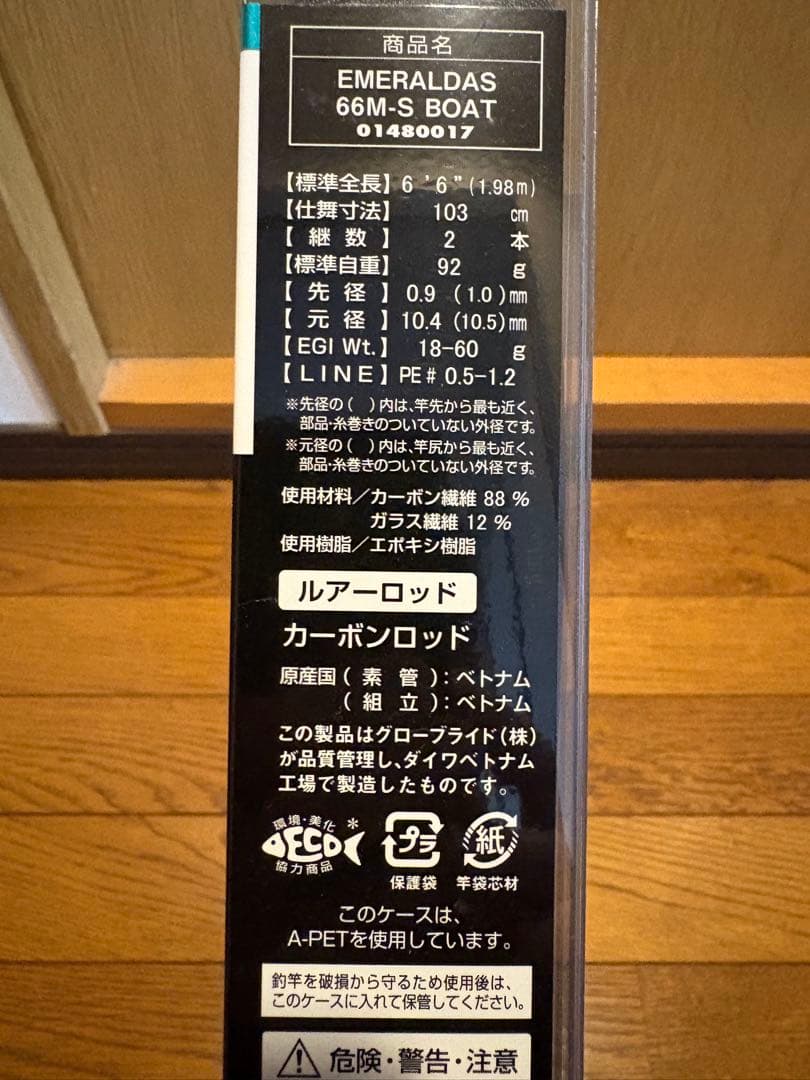 商品名
EMERALDAS
66M-S BOAT
01480017
【標準全長】 6'6"(1.98m)
【仕舞寸法】 103 cm
【継数】 2 本
【標準自重】 92 g
【先径】 0.9 (1.0)mm
【元径】 10.4 (10.5)mm
【EGI Wt.】 18-60 g
【LINE】 PE# 0.5-1.2
※先径の( )内は、竿先から最も近く、
部品・糸巻きのついていない外径です。
※元径の( )内は、竿尻から最も近く、
部品・糸巻きのついていない外径です。
使用材料／カーボン繊維 88 %
ガラス繊維 12 %
使用樹脂／エポキシ樹脂
ルアーロッド
カーボンロッド
原産国(素管):ベトナム
(組立):ベトナム
この製品はグローブライド(株)
が品質管理し、ダイワベトナム
工場で製造したものです。
環境・美化
ECO
協力商品
*
プラ
保護袋
紙
竿袋芯材
このケースは、
A-PETを使用しています。
釣竿を破損から守るため使用後は、
このケースに入れて保管してください。
危険・警告・注意